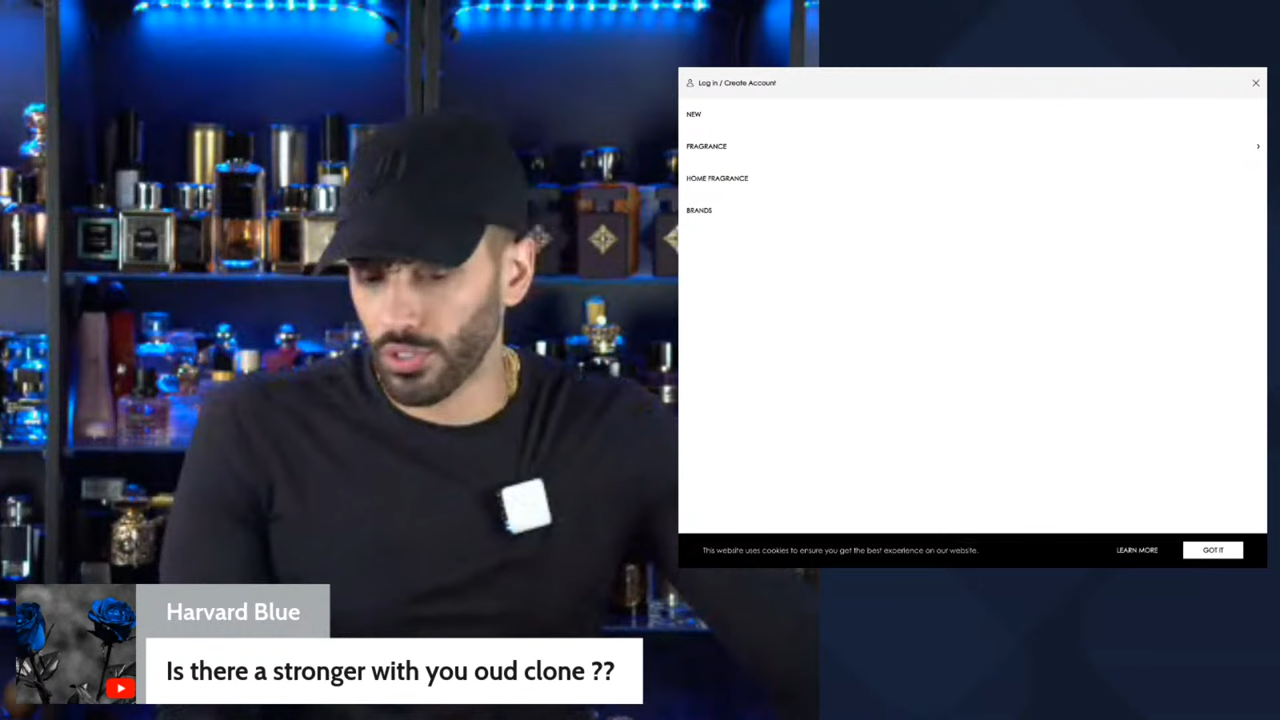 Log in / Create Account
NEW
FRAGRANCE
HOME FRAGRANCE
BRANDS
This website uses cookies to ensure you get the best experience on our website.
LEARN MORE
GOT IT
Harvard Blue
Is there a stronger with you oud clone ??